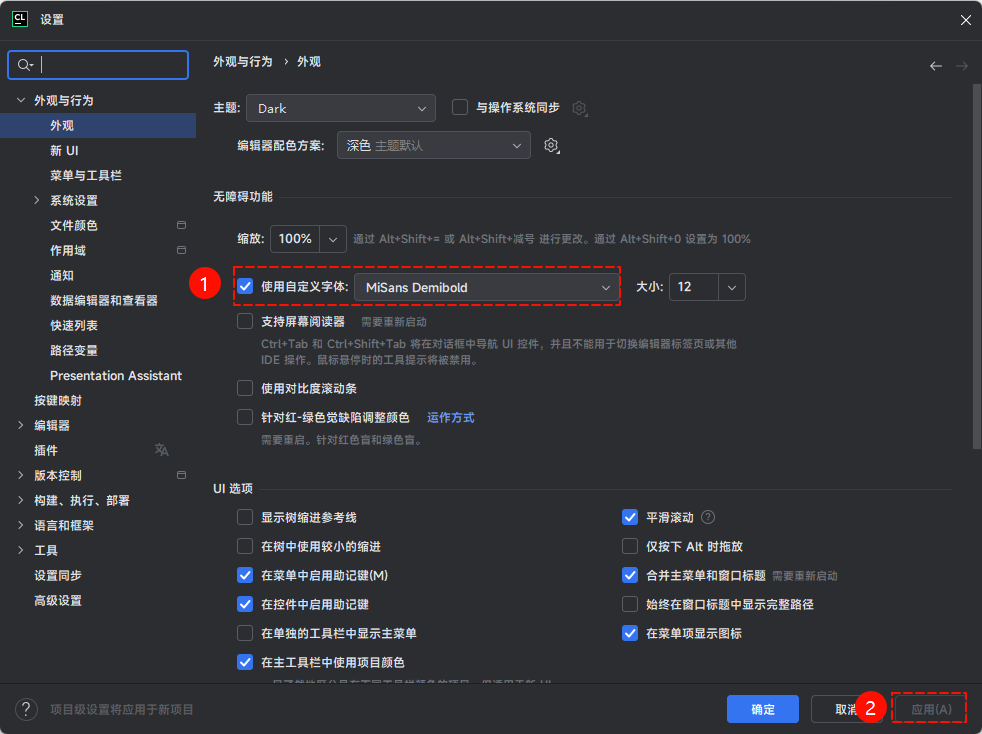 CL 设置
外观与行为 › 外观
外观与行为
外观
新 UI
菜单与工具栏
系统设置
文件颜色
作用域
通知
数据编辑器和查看器
快速列表
路径变量
Presentation Assistant
按键映射
编辑器
插件
版本控制
构建、执行、部署
语言和框架
工具
设置同步
高级设置
主题: Dark 与操作系统同步
编辑器配色方案: 深色 主题默认
无障碍功能
缩放: 100% 通过 Alt+Shift+= 或 Alt+Shift+减号 进行更改。通过 Alt+Shift+0 设置为 100%
1 使用自定义字体: MiSans Demibold 大小: 12
支持屏幕阅读器 需要重新启动
Ctrl+Tab 和 Ctrl+Shift+Tab 将在对话框中导航 UI 控件，并且不能用于切换编辑器标签页或其他
IDE 操作。鼠标悬停时的工具提示将被禁用。
使用对比度滚动条
针对红-绿色觉缺陷调整颜色 运作方式
需要重启。针对红色盲和绿色盲。
UI 选项
显示树缩进参考线 平滑滚动 ?
在树中使用较小的缩进 仅按下 Alt 时拖放
在菜单中启用助记键(M) 合并主菜单和窗口标题 需要重新启动
在控件中启用助记键 始终在窗口标题中显示完整路径
在单独的工具栏中显示主菜单 在菜单项显示图标
在主工具栏中使用项目颜色
? 项目级设置将应用于新项目 确定 取消 2 应用(A)